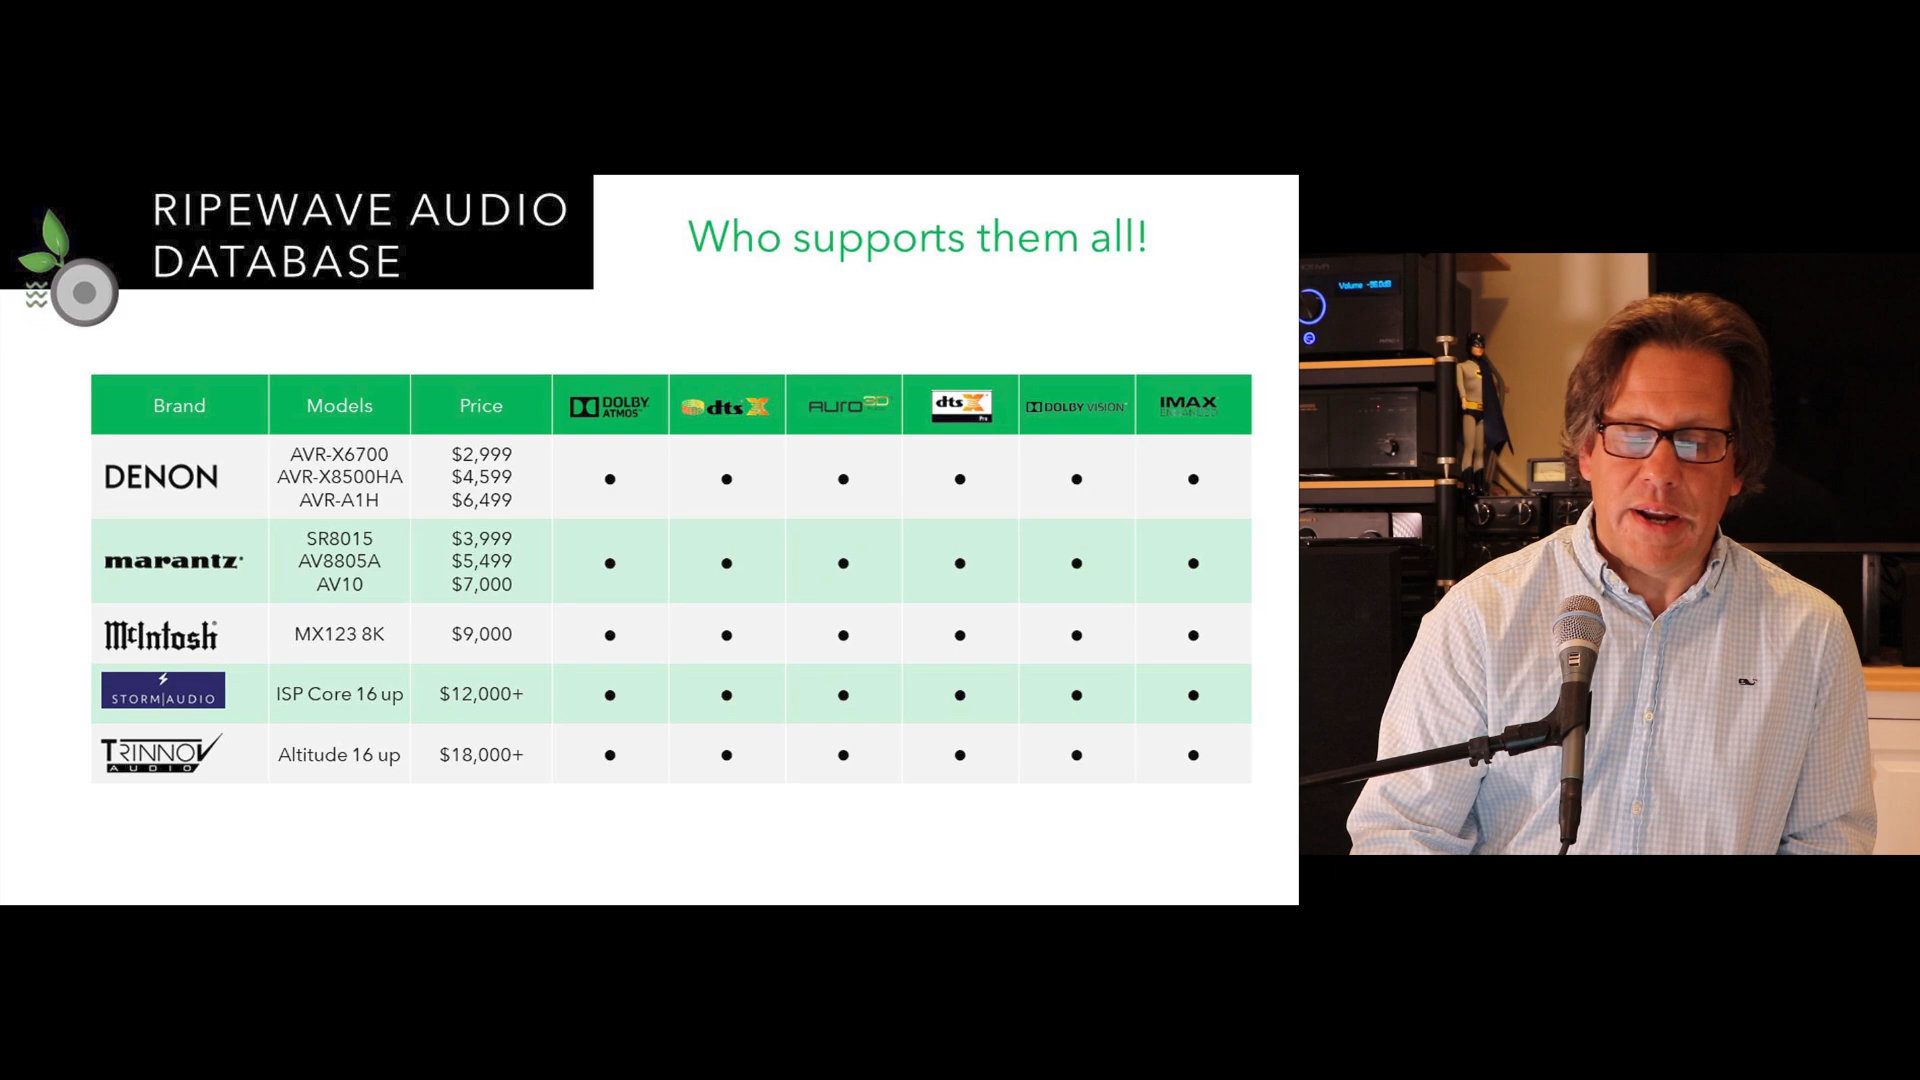 RIPEWAVE AUDIO
DATABASE
Who supports them all!
Brand Models Price DOLBY ATMOS dts X AURO 3D dts X Pro DOLBY VISION IMAX ENHANCED
DENON
AVR-X6700 $2,999
AVR-X8500HA $4,599 • • • • • •
AVR-A1H $6,499
marantz
SR8015 $3,999
AV8805A $5,499 • • • • • •
AV10 $7,000
McIntosh MX123 8K $9,000 • • • • • •
STORM|AUDIO ISP Core 16 up $12,000+ • • • • • •
TRINNOV AUDIO Altitude 16 up $18,000+ • • • • • •
Volume